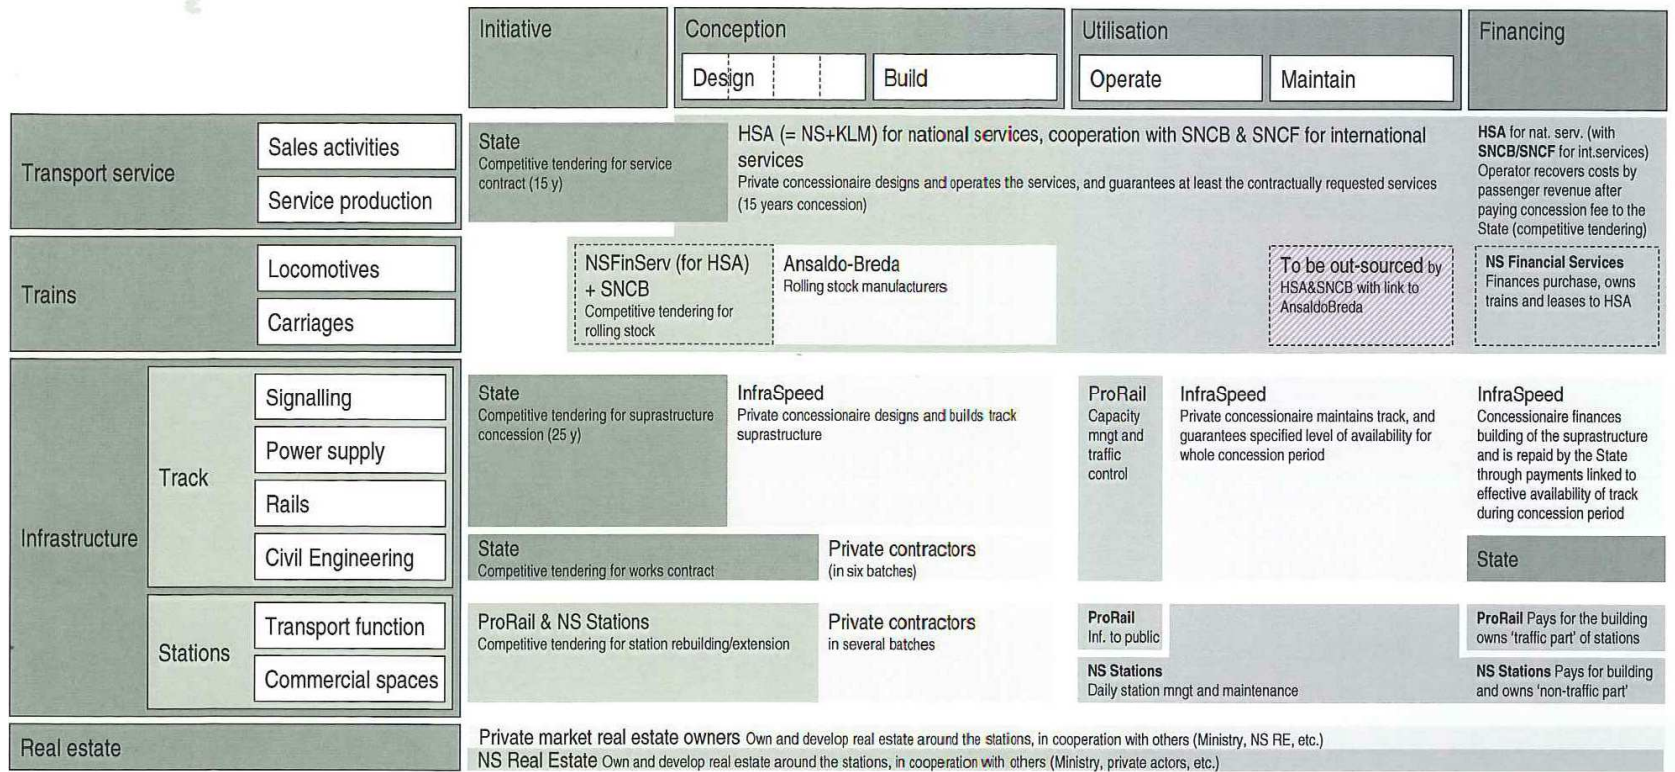 Initiative
Conception
Utilisation
Financing
Design
Build
Operate
Maintain
Transport service
Sales activities
Service production
State
Competitive tendering for service
contract (15 y)
HSA (= NS+KLM) for national services, cooperation with SNCB & SNCF for international
services
Private concessionaire designs and operates the services, and guarantees at least the contractually requested services
(15 years concession)
HSA for nat. serv. (with
SNCB/SNCF for int.services)
Operator recovers costs by
passenger revenue after
paying concession fee to the
State (competitive tendering)
Trains
Locomotives
Carriages
NSFinServ (for HSA)
+ SNCB
Competitive tendering for
rolling stock
Ansaldo-Breda
Rolling stock manufacturers
To be out-sourced by
HSA&SNCB with link to
AnsaldoBreda
NS Financial Services
Finances purchase, owns
trains and leases to HSA
Infrastructure
Track
Signalling
Power supply
Rails
Civil Engineering
State
Competitive tendering for suprastructure
concession (25 y)
InfraSpeed
Private concessionaire designs and builds track
suprastructure
ProRail
Capacity
mngt and
traffic
control
InfraSpeed
Private concessionaire maintains track, and
guarantees specified level of availability for
whole concession period
InfraSpeed
Concessionaire finances
building of the suprastructure
and is repaid by the State
through payments linked to
effective availability of track
during concession period
State
Competitive tendering for works contract
Private contractors
(in six batches)
State
Stations
Transport function
Commercial spaces
ProRail & NS Stations
Competitive tendering for station rebuilding/extension
Private contractors
in several batches
ProRail
Inf. to public
NS Stations
Daily station mngt and maintenance
ProRail Pays for the building
owns 'traffic part' of stations
NS Stations Pays for building
and owns 'non-traffic part'
Real estate
Private market real estate owners Own and develop real estate around the stations, in cooperation with others (Ministry, NS RE, etc.)
NS Real Estate Own and develop real estate around the stations, in cooperation with others (Ministry, private actors, etc.)